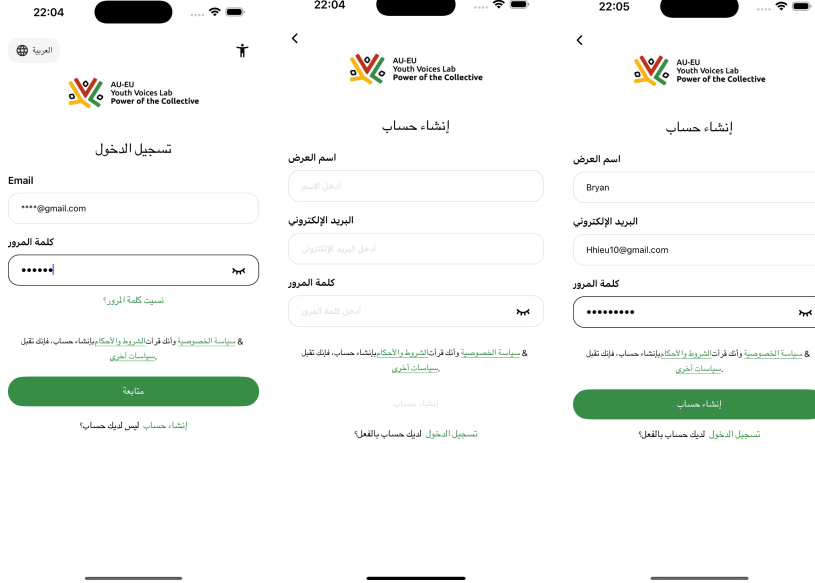 22:04
العربية
AU-EU
Youth Voices Lab
Power of the Collective
تسجيل الدخول
Email
****@gmail.com
كلمة المرور
••••••
نسيت كلمة المرور؟
& سياسة الخصوصية وأنك قرأت الشروط والأحكام بإنشاء حساب، فإنك تقبل
.سياسات أخرى
متابعة
إنشاء حساب ليس لديك حساب؟
22:04
AU-EU
Youth Voices Lab
Power of the Collective
إنشاء حساب
اسم العرض
أدخل الاسم
البريد الإلكتروني
أدخل البريد الإلكتروني
كلمة المرور
أدخل كلمة المرور
& سياسة الخصوصية وأنك قرأت الشروط والأحكام بإنشاء حساب، فإنك تقبل
.سياسات أخرى
إنشاء حساب
تسجيل الدخول لديك حساب بالفعل؟
22:05
AU-EU
Youth Voices Lab
Power of the Collective
إنشاء حساب
اسم العرض
Bryan
البريد الإلكتروني
Hhieu10@gmail.com
كلمة المرور
•••••••••
& سياسة الخصوصية وأنك قرأت الشروط والأحكام بإنشاء حساب، فإنك تقبل
.سياسات أخرى
إنشاء حساب
تسجيل الدخول لديك حساب بالفعل؟